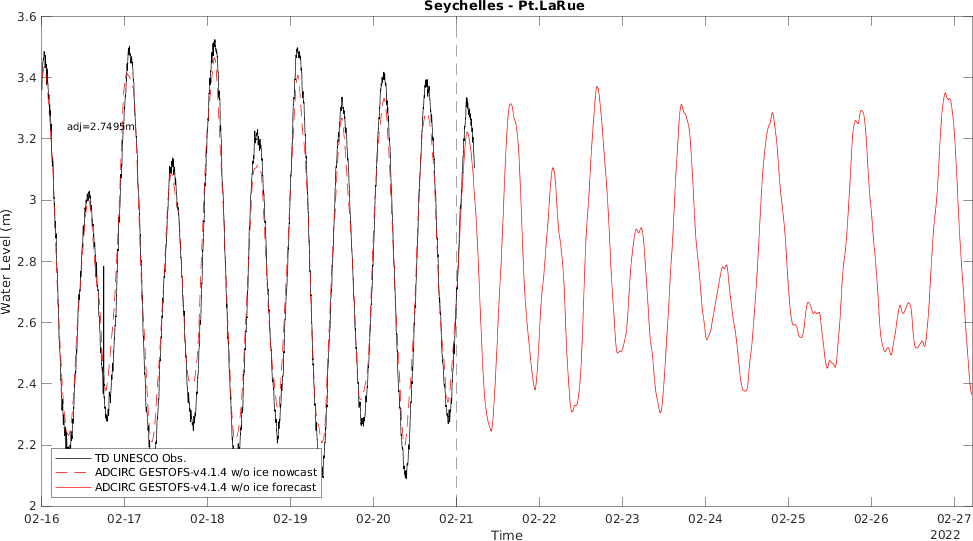 Seychelles - Pt.LaRue
3.6
3.4
adj=2.7495m
3.2
3
2.8
Water Level (m)
2.6
2.4
2.2
TD UNESCO Obs.
ADCIRC GESTOFS-v4.1.4 w/o ice nowcast
ADCIRC GESTOFS-v4.1.4 w/o ice forecast
2
02-16 02-17 02-18 02-19 02-20 02-21 02-22 02-23 02-24 02-25 02-26 02-27
Time 2022